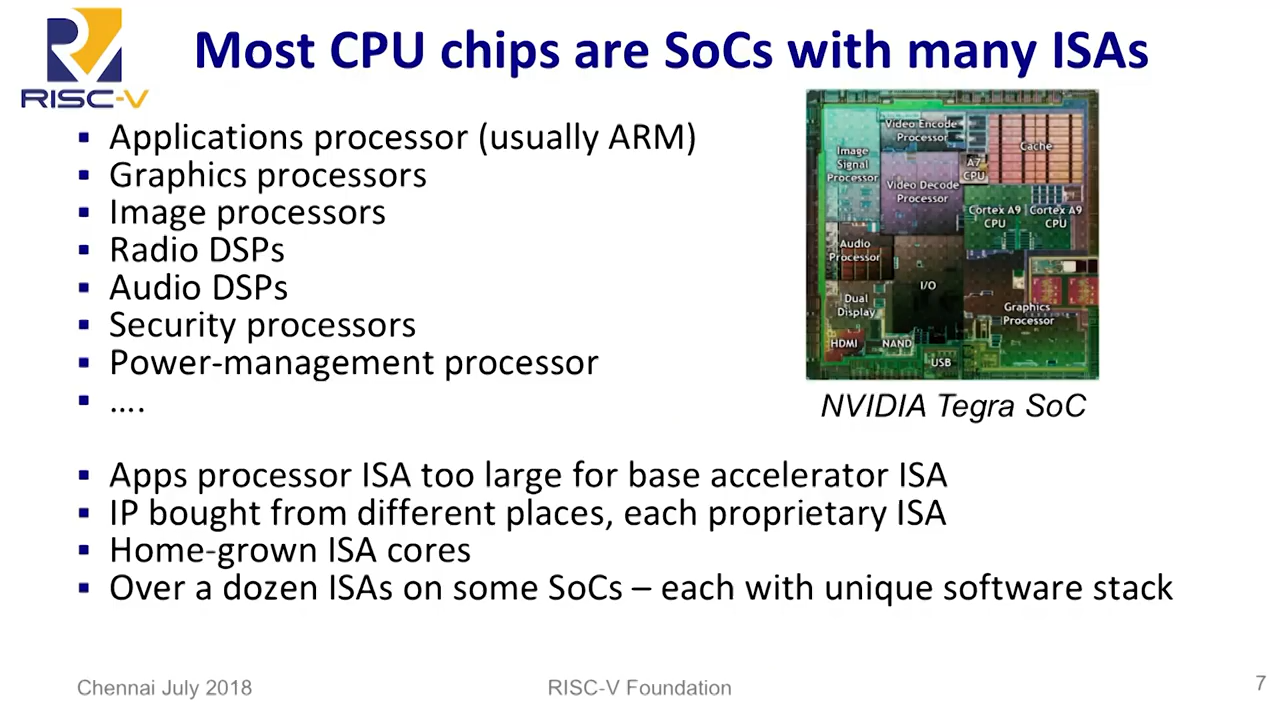 RISC-V
Most CPU chips are SoCs with many ISAs
▪ Applications processor (usually ARM)
▪ Graphics processors
▪ Image processors
▪ Radio DSPs
▪ Audio DSPs
▪ Security processors
▪ Power-management processor
▪ ....
Video Encode
Processor
Image
Signal
Processor
Cache
A7
CPU
Video Decode
Processor
Cortex A9
CPU
Cortex A9
CPU
Audio
Processor
I/O
Dual
Display
Graphics
Processor
HDMI
NAND
USB
NVIDIA Tegra SoC
▪ Apps processor ISA too large for base accelerator ISA
▪ IP bought from different places, each proprietary ISA
▪ Home-grown ISA cores
▪ Over a dozen ISAs on some SoCs – each with unique software stack
Chennai July 2018
RISC-V Foundation
7